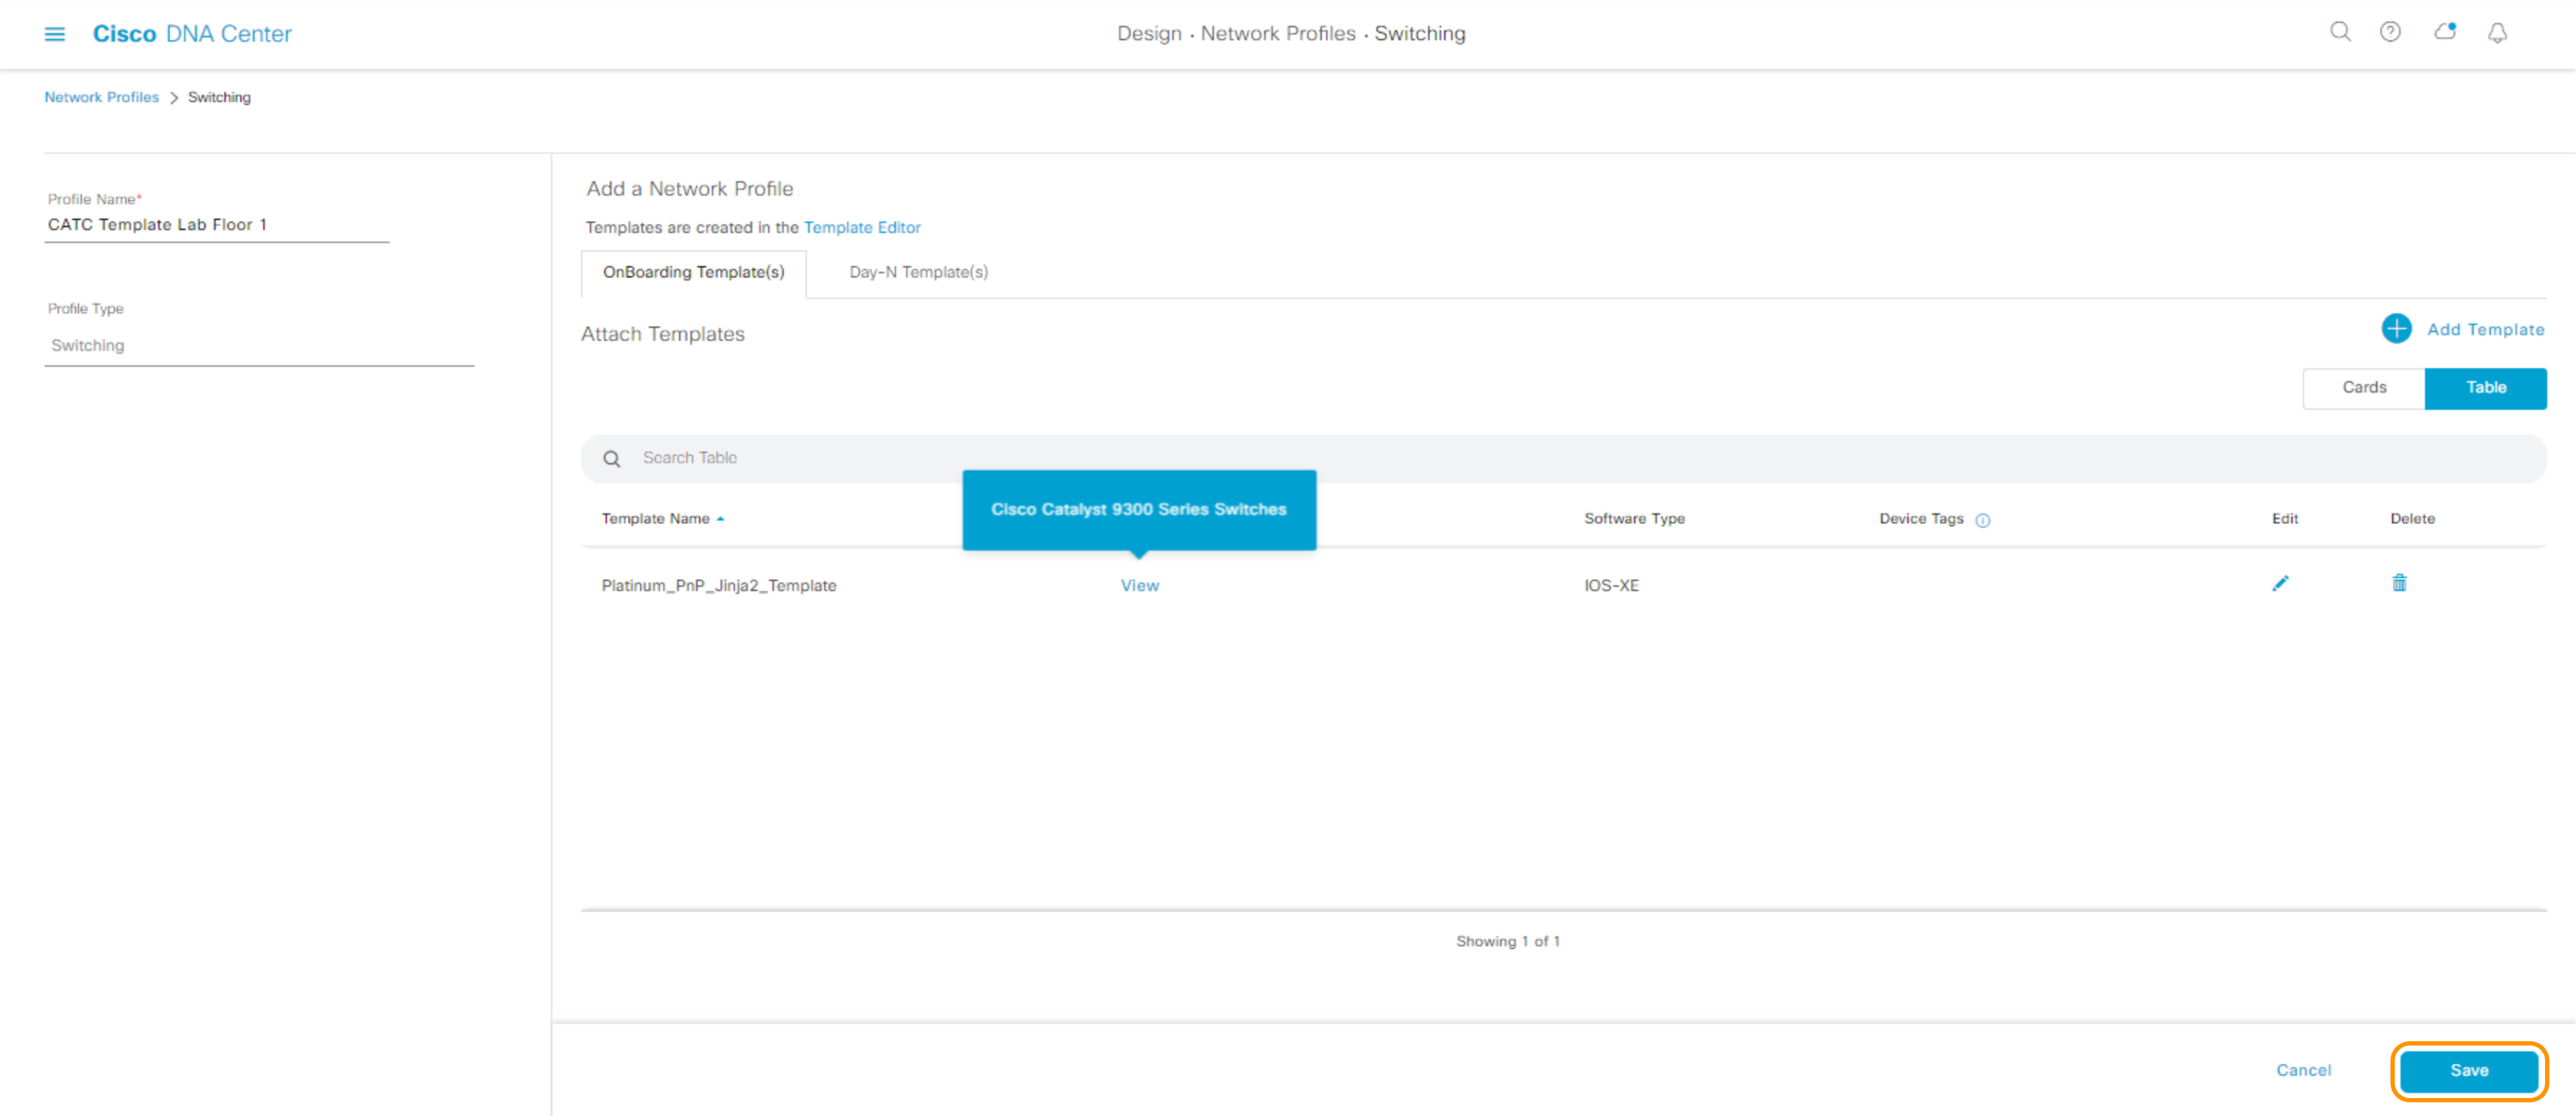 Cisco DNA Center
Design · Network Profiles · Switching
Network Profiles > Switching
Profile Name*
CATC Template Lab Floor 1
Profile Type
Switching
Add a Network Profile
Templates are created in the Template Editor
OnBoarding Template(s) Day-N Template(s)
Attach Templates
Add Template
Cards Table
Search Table
Cisco Catalyst 9300 Series Switches
Template Name Software Type Device Tags Edit Delete
Platinum_PnP_Jinja2_Template View IOS-XE
Showing 1 of 1
Cancel Save